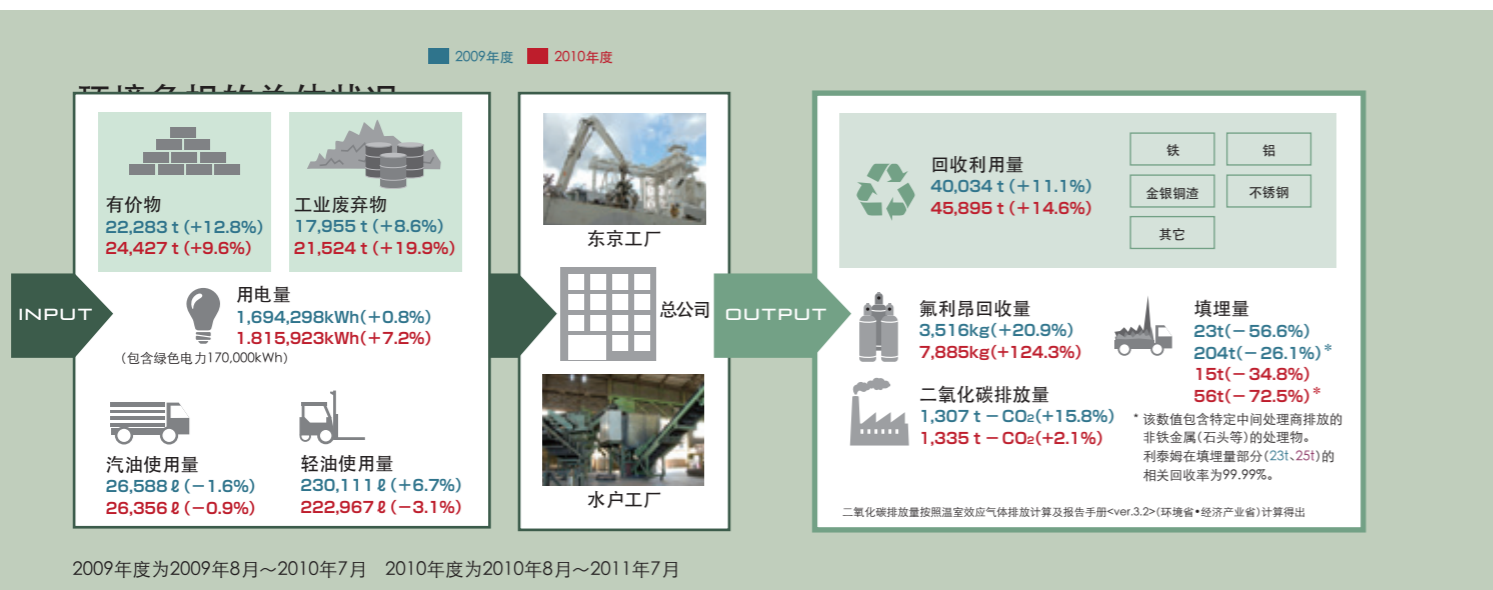 2009年度 2010年度
环境负担的总体状况
INPUT
有价物
22,283 t (+12.8%)
24,427 t (+9.6%)
工业废弃物
17,955 t (+8.6%)
21,524 t (+19.9%)
用电量
1,694,298kWh(+0.8%)
1.815,923kWh(+7.2%)
(包含绿色电力170,000kWh)
汽油使用量
26,588 ℓ (−1.6%)
26,356 ℓ (−0.9%)
轻油使用量
230,111 ℓ (+6.7%)
222,967 ℓ (−3.1%)
东京工厂
总公司
水户工厂
OUTPUT
回收利用量
40,034 t (+11.1%)
45,895 t (+14.6%)
铁
铝
金银铜渣
不锈钢
其它
氟利昂回收量
3,516kg(+20.9%)
7,885kg(+124.3%)
填埋量
23t(−56.6%)
204t(−26.1%)*
15t(−34.8%)
56t(−72.5%)*
二氧化碳排放量
1,307 t −CO₂(+15.8%)
1,335 t −CO₂(+2.1%)
* 该数值包含特定中间处理商排放的
非铁金属(石头等)的处理物。
利泰姆在填埋量部分(23t、25t)的
相关回收率为99.99%。
二氧化碳排放量按照温室效应气体排放计算及报告手册<ver.3.2>(环境省•经济产业省)计算得出
2009年度为2009年8月～2010年7月 2010年度为2010年8月～2011年7月